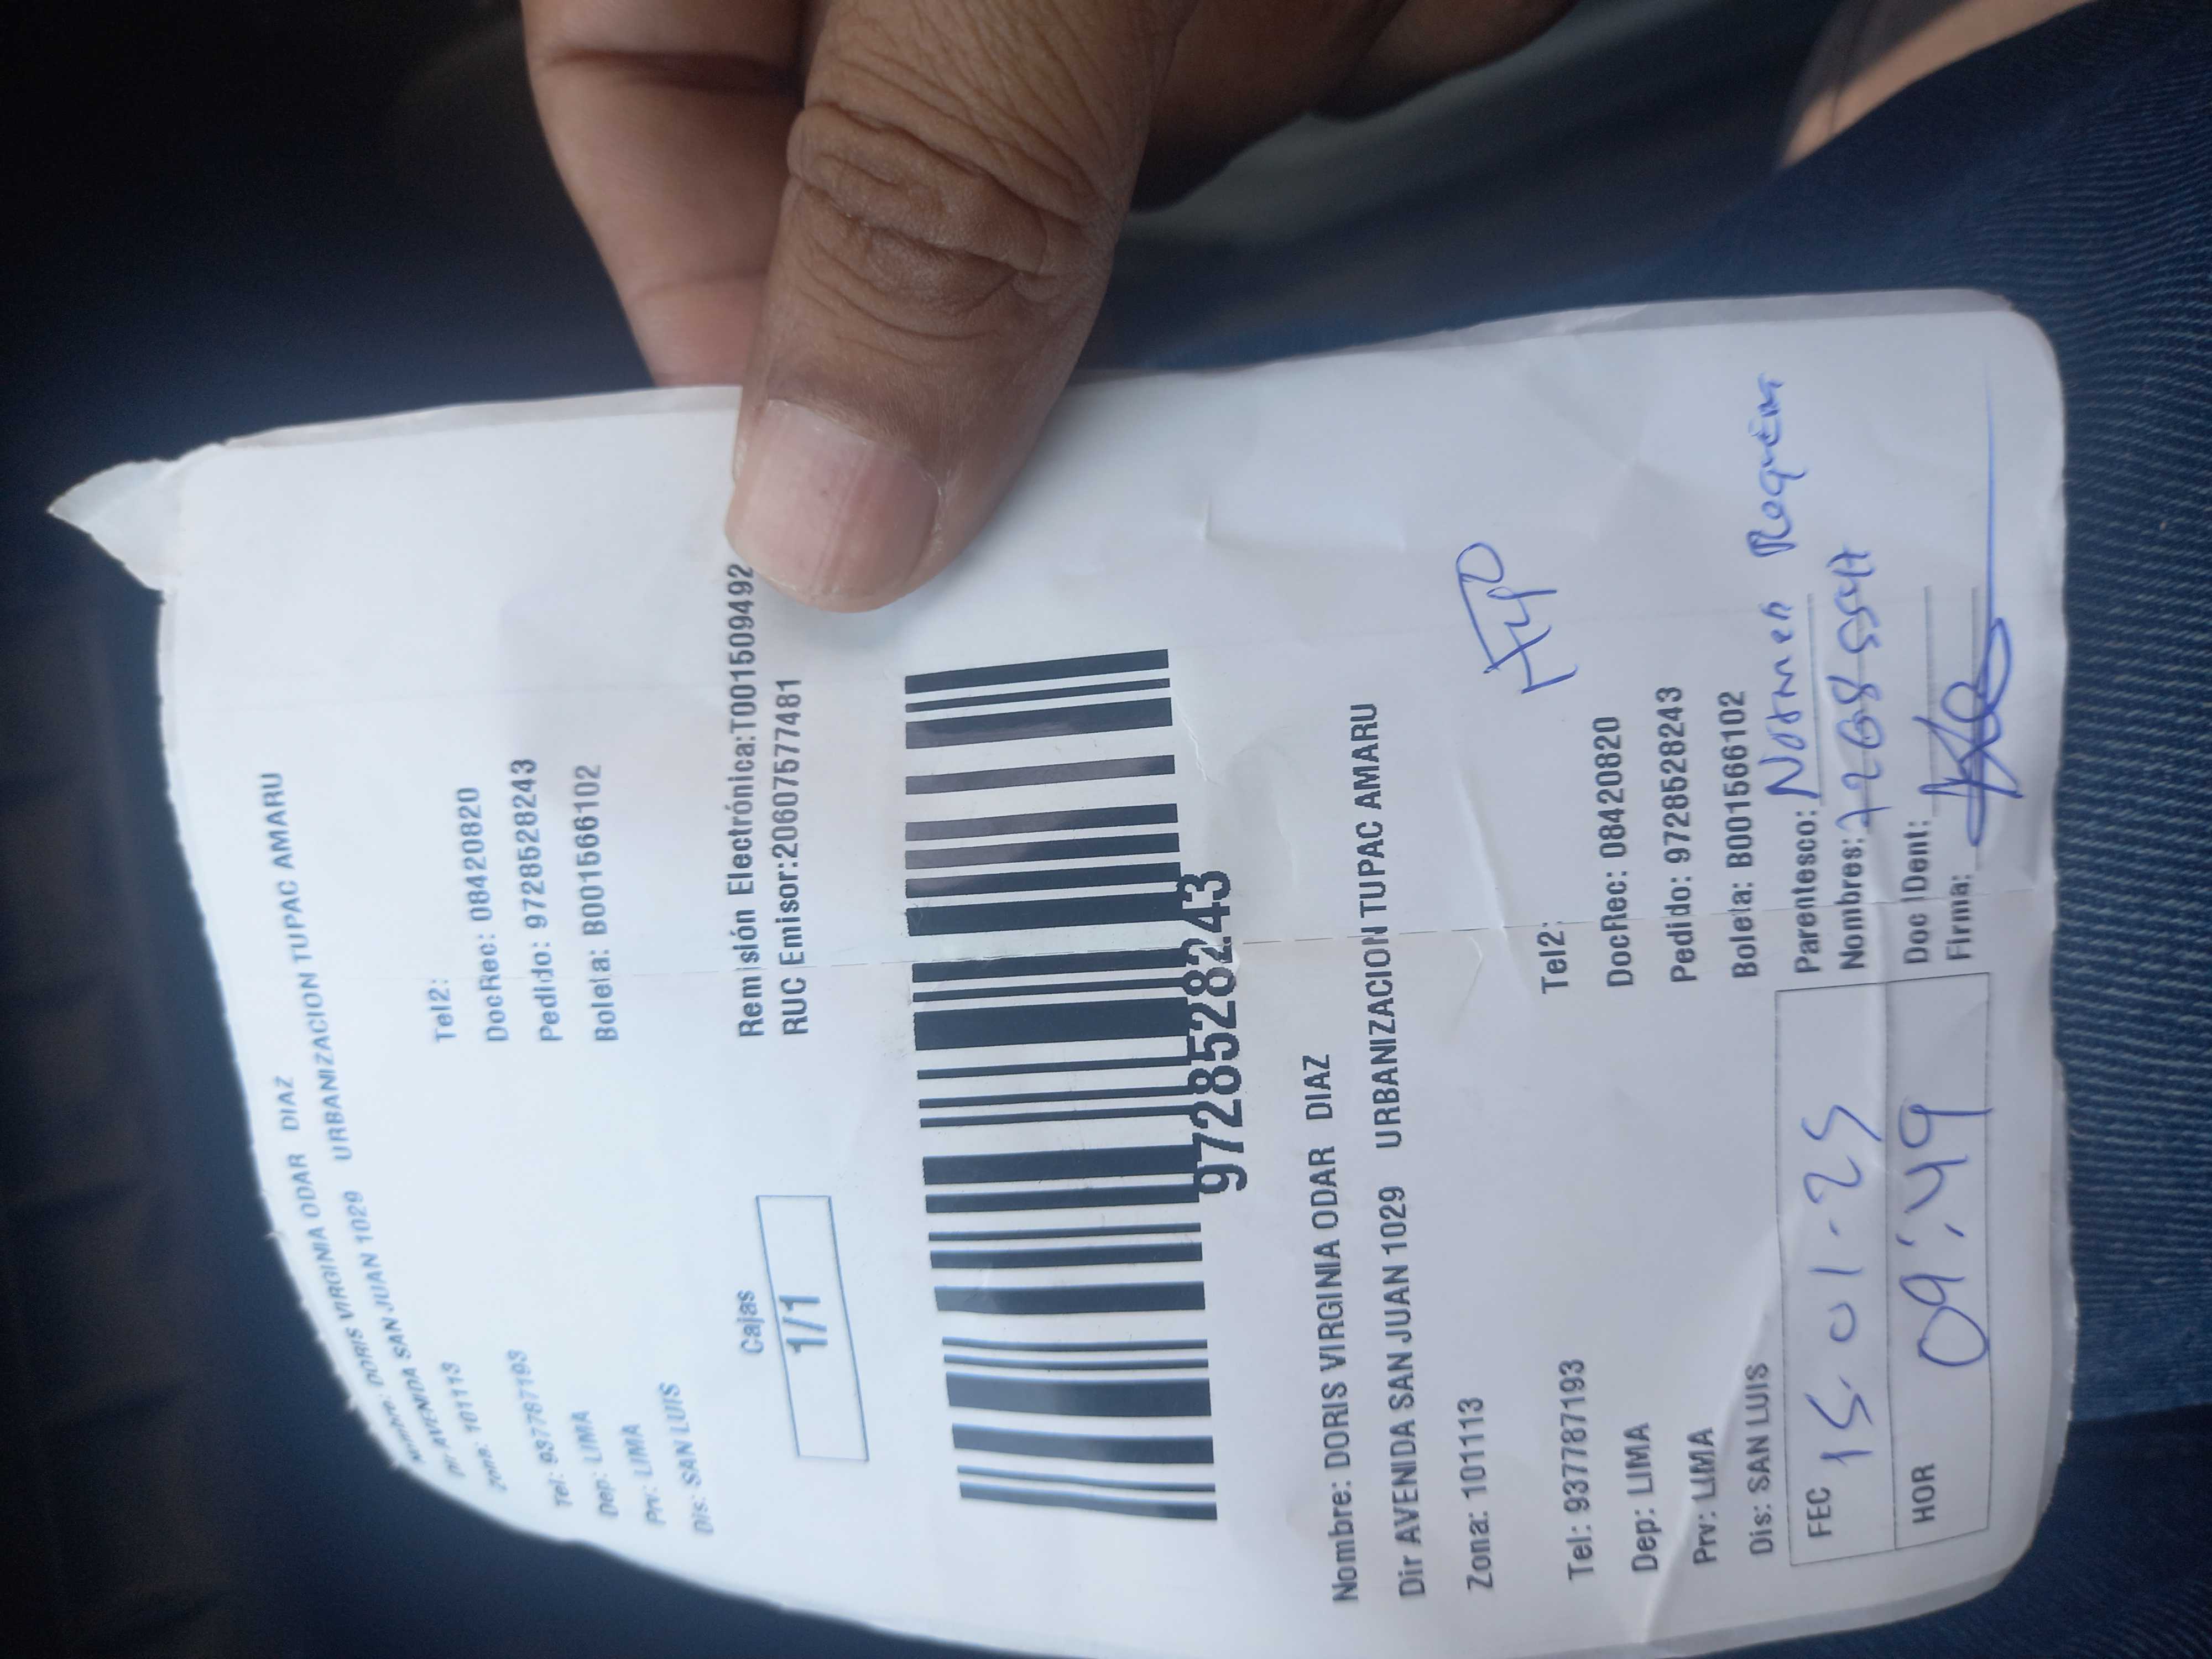 Nombre: DORIS VIRGINIA ODAR DIAZ
Dir AVENIDA SAN JUAN 1029 URBANIZACION TUPAC AMARU
Zona: 101113
Tel: 937787193 Tel2:
Dep: LIMA DocRec: 08420820
Prv: LIMA Pedido: 97285528243
Dis: SAN LUIS Boleta: B001566102
Cajas
1/1
Remisión Electrónica:T001509492
RUC Emisor:20607577481
97285528243
Nombre: DORIS VIRGINIA ODAR DIAZ
Dir AVENIDA SAN JUAN 1029 URBANIZACION TUPAC AMARU
Zona: 101113
Tel: 937787193 Tel2:
Dep: LIMA DocRec: 08420820
Prv: LIMA Pedido: 97285528243
Dis: SAN LUIS Boleta: B001566102
FEC 15-01-25 Parentesco:
Nombres:
HOR 09:49 Doc IDent:
Firma: